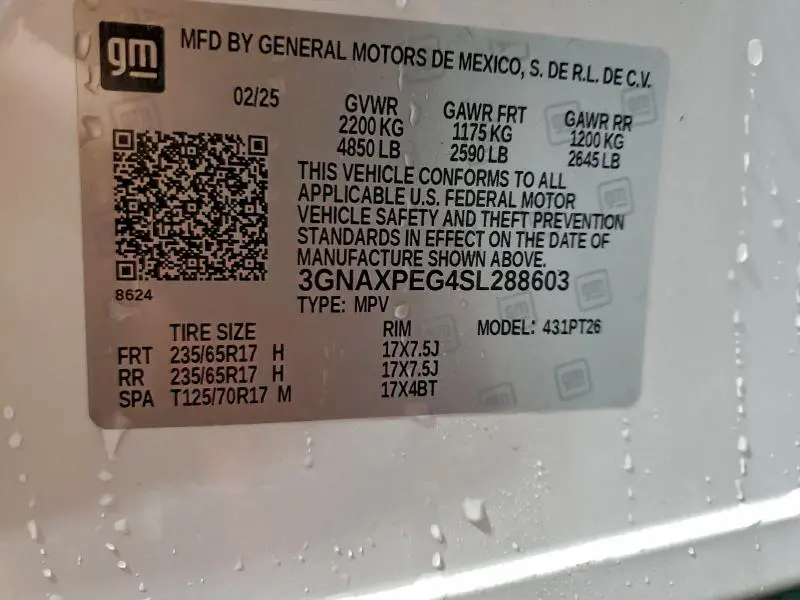 gm MFD BY GENERAL MOTORS DE MEXICO, S. DE R.L. DE C.V.
02/25 GVWR GAWR FRT GAWR RR
2200 KG 1175 KG 1200 KG
4850 LB 2590 LB 2645 LB
THIS VEHICLE CONFORMS TO ALL
APPLICABLE U.S. FEDERAL MOTOR
VEHICLE SAFETY AND THEFT PREVENTION
STANDARDS IN EFFECT ON THE DATE OF
MANUFACTURE SHOWN ABOVE.
3GNAXPEG4SL288603
8624
TYPE: MPV
TIRE SIZE RIM MODEL: 431PT26
FRT 235/65R17 H 17X7.5J
RR 235/65R17 H 17X7.5J
SPA T125/70R17 M 17X4BT